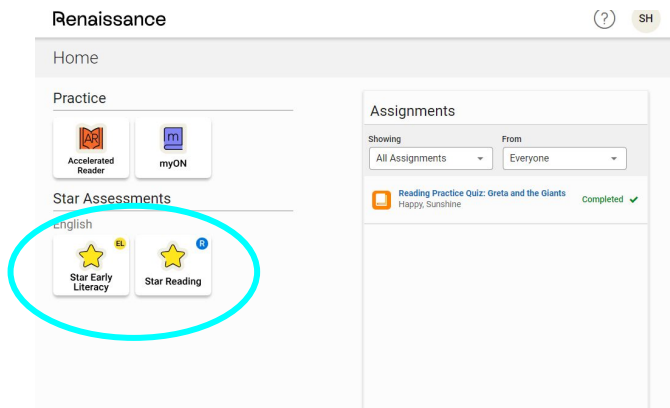 Renaissance
?
SH
Home
Practice
AR
Accelerated
Reader
m
myON
Star Assessments
English
EL
Star Early
Literacy
R
Star Reading
Assignments
Showing
From
All Assignments
Everyone
Reading Practice Quiz: Greta and the Giants
Happy, Sunshine
Completed